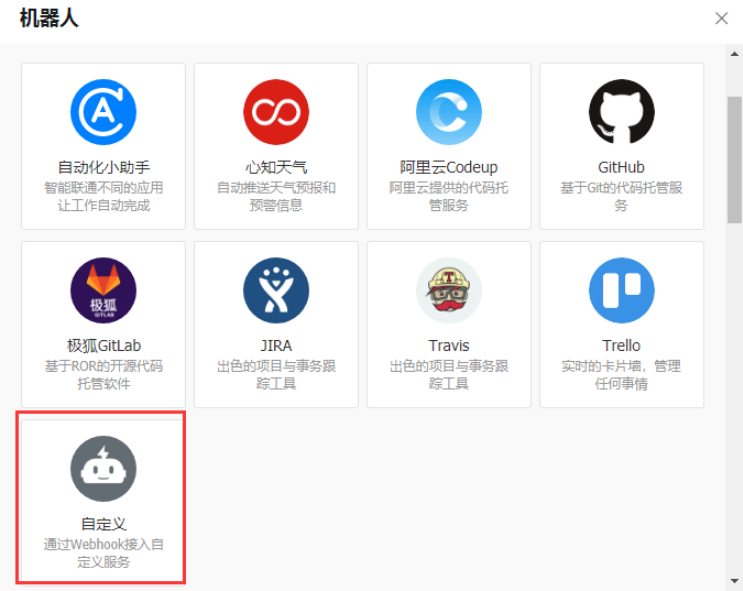 机器人
自动化小助手
智能联通不同的应用
让工作自动完成
心知天气
自动推送天气预报和
预警信息
阿里云Codeup
阿里云提供的代码托
管服务
GitHub
基于Git的代码托管服
务
极狐
GITLAB
极狐GitLab
基于ROR的开源代码
托管软件
JIRA
出色的项目与事务跟
踪工具
Travis
出色的项目与事务跟
踪工具
Trello
实时的卡片墙，管理
任何事情
自定义
通过Webhook接入自
定义服务